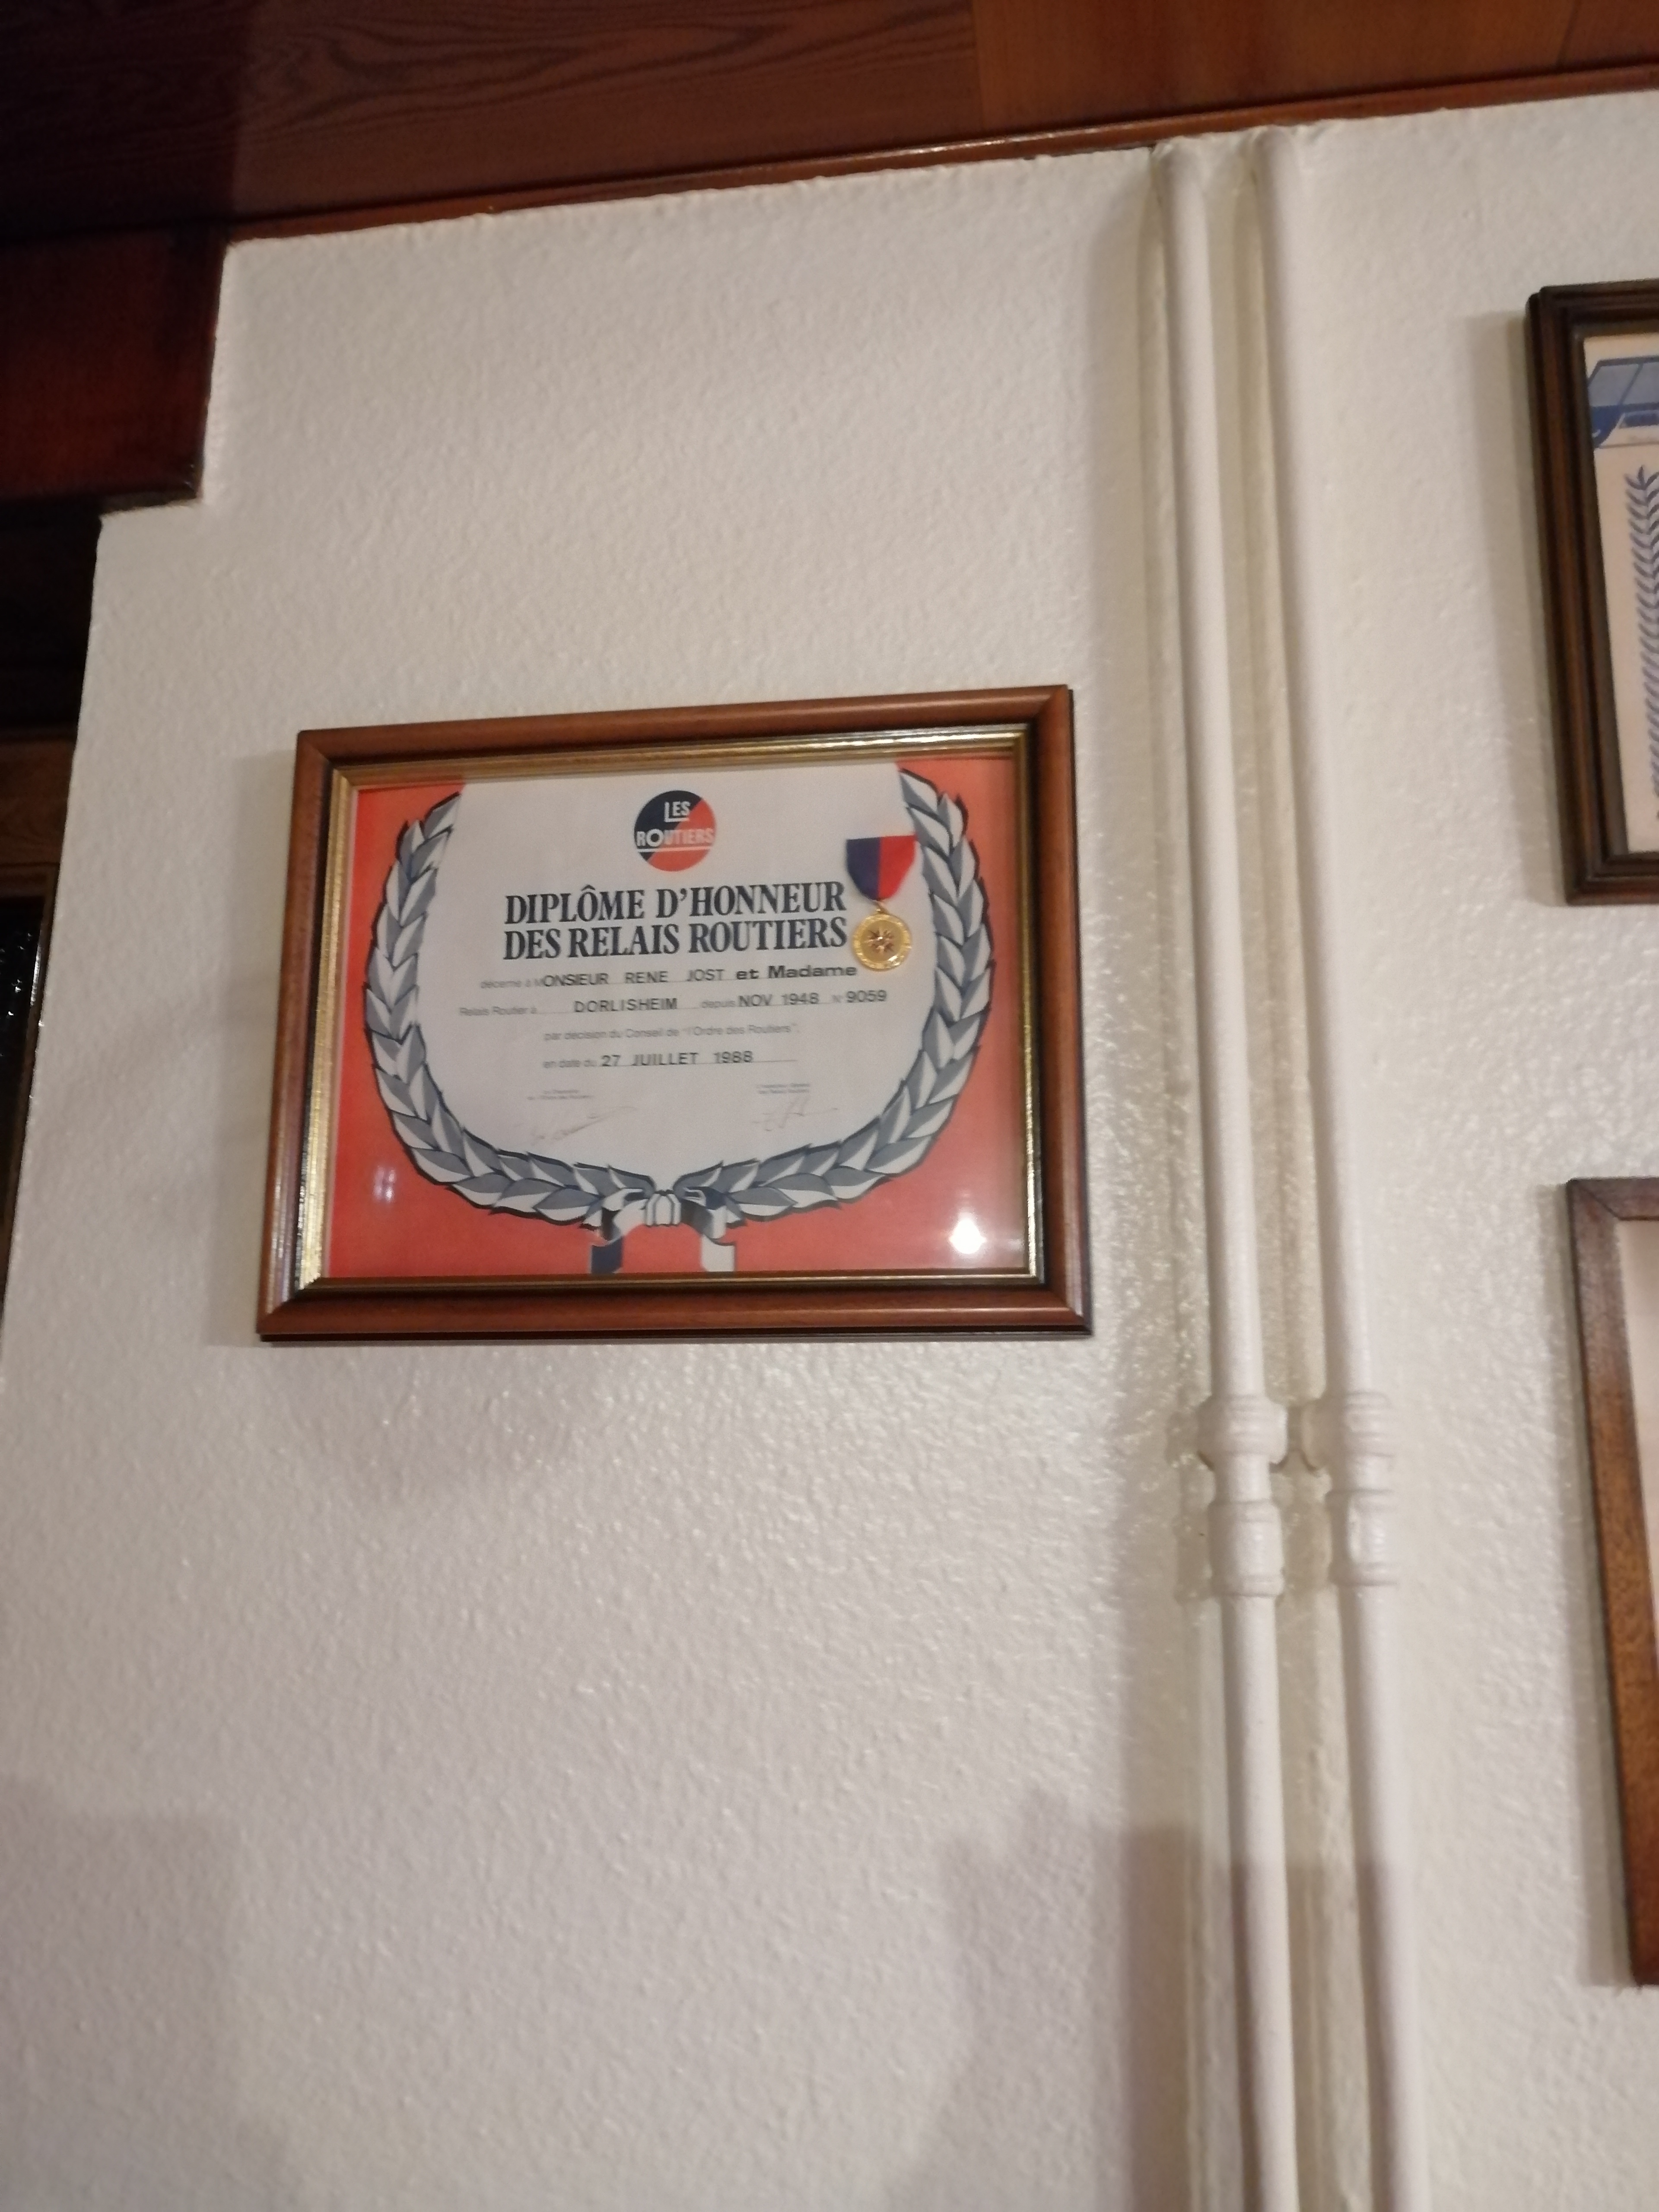 LES
ROUTIERS
DIPLÔME D'HONNEUR
DES RELAIS ROUTIERS
décerné à MONSIEUR RENE JOST et Madame
Relais Routier à DORLISHEIM depuis NOV 1948 N° 9059
par décision du Conseil de "l'Ordre des Routiers".
en date du 27 JUILLET 1988